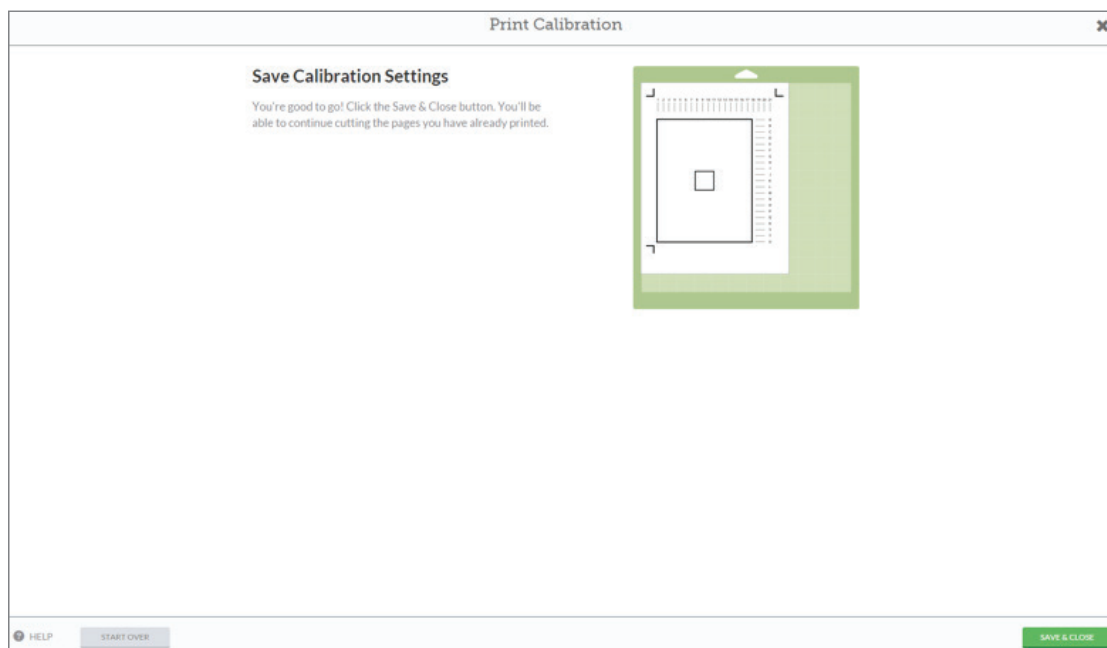 Print Calibration
Save Calibration Settings
You're good to go! Click the Save & Close button. You'll be
able to continue cutting the pages you have already printed.
HELP
START OVER
SAVE & CLOSE